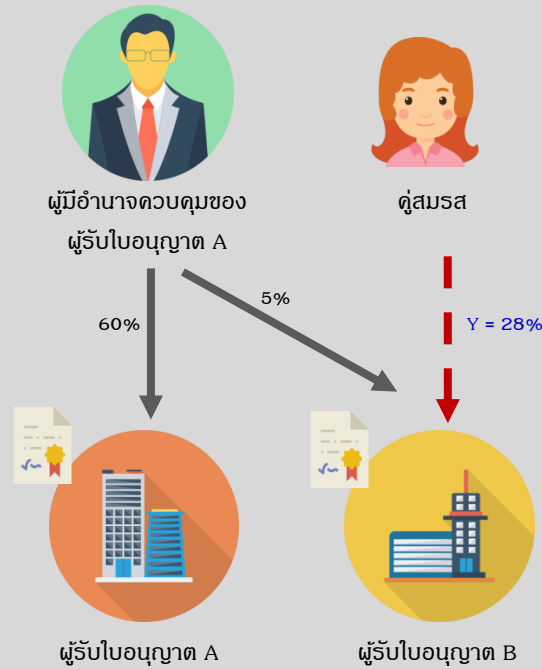 ผู้มีอำนาจควบคุมของ
ผู้รับใบอนุญาต A
คู่สมรส
60%
5%
Y = 28%
ผู้รับใบอนุญาต A
ผู้รับใบอนุญาต B